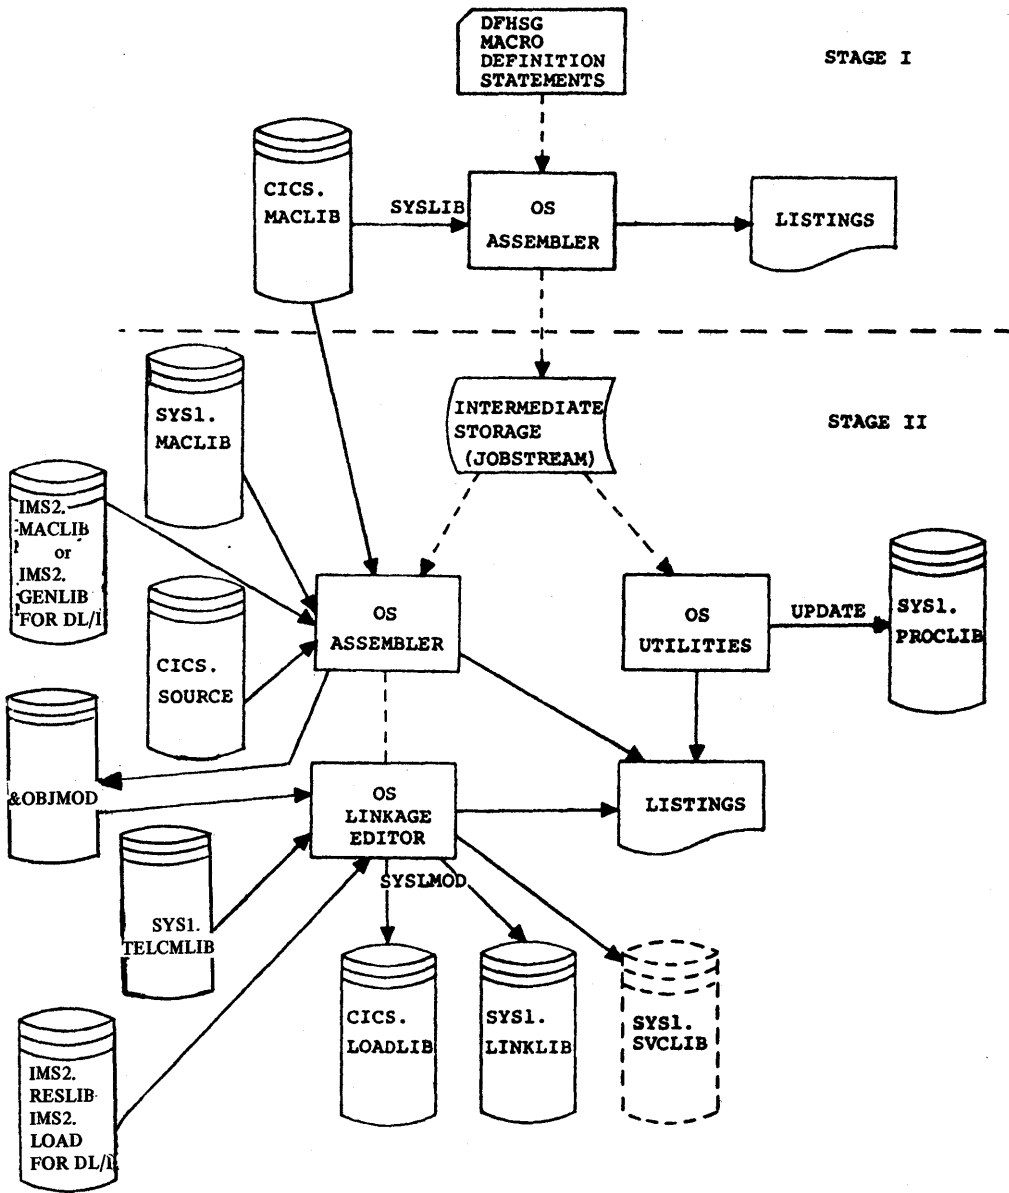 DFHSG
MACRO
DEFINITION
STATEMENTS
STAGE I
CICS.
MACLIB
SYSLIB
OS
ASSEMBLER
LISTINGS
INTERMEDIATE
STORAGE
(JOBSTREAM)
STAGE II
SYS1.
MACLIB
IMS2.
MACLIB
or
IMS2.
GENLIB
FOR DL/I
CICS.
SOURCE
OS
ASSEMBLER
OS
UTILITIES
UPDATE
SYS1.
PROCLIB
&OBJMOD
OS
LINKAGE
EDITOR
LISTINGS
SYSLMOD
SYS1.
TELCMLIB
CICS.
LOADLIB
SYS1.
LINKLIB
SYS1.
SVCLIB
IMS2.
RESLIB
IMS2.
LOAD
FOR DL/I